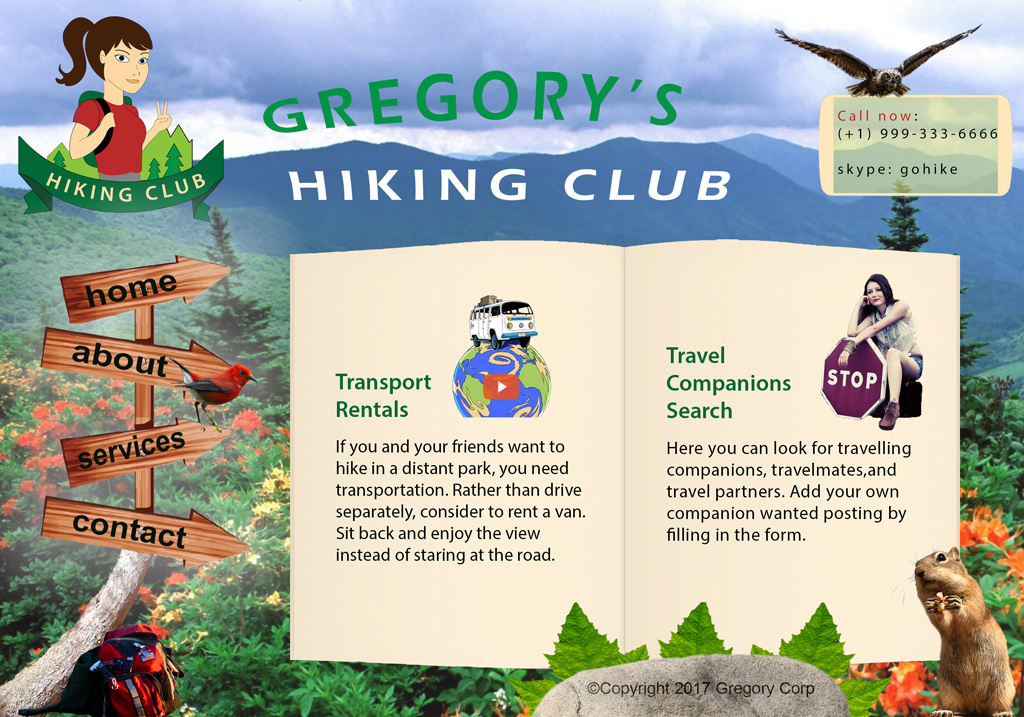 GREGORY'S
HIKING CLUB
HIKING CLUB
Call now:
(+1) 999-333-6666
skype: gohike
home
about
services
contact
Transport
Rentals
If you and your friends want to
hike in a distant park, you need
transportation. Rather than drive
separately, consider to rent a van.
Sit back and enjoy the view
instead of staring at the road.
Travel
Companions
Search
STOP
Here you can look for travelling
companions, travelmates,and
travel partners. Add your own
companion wanted posting by
filling in the form.
©Copyright 2017 Gregory Corp